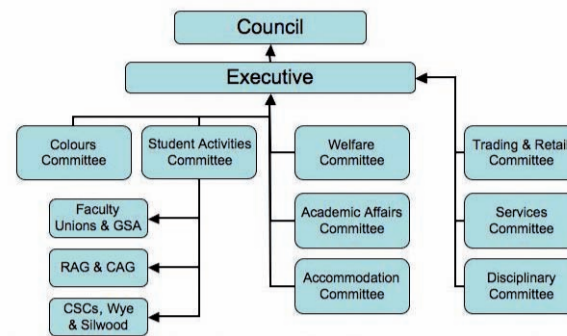 Council
Executive
Colours
Committee
Student Activities
Committee
Welfare
Committee
Trading & Retail
Committee
Faculty
Unions & GSA
Academic Affairs
Committee
Services
Committee
RAG & CAG
CSCs, Wye
& Silwood
Accommodation
Committee
Disciplinary
Committee